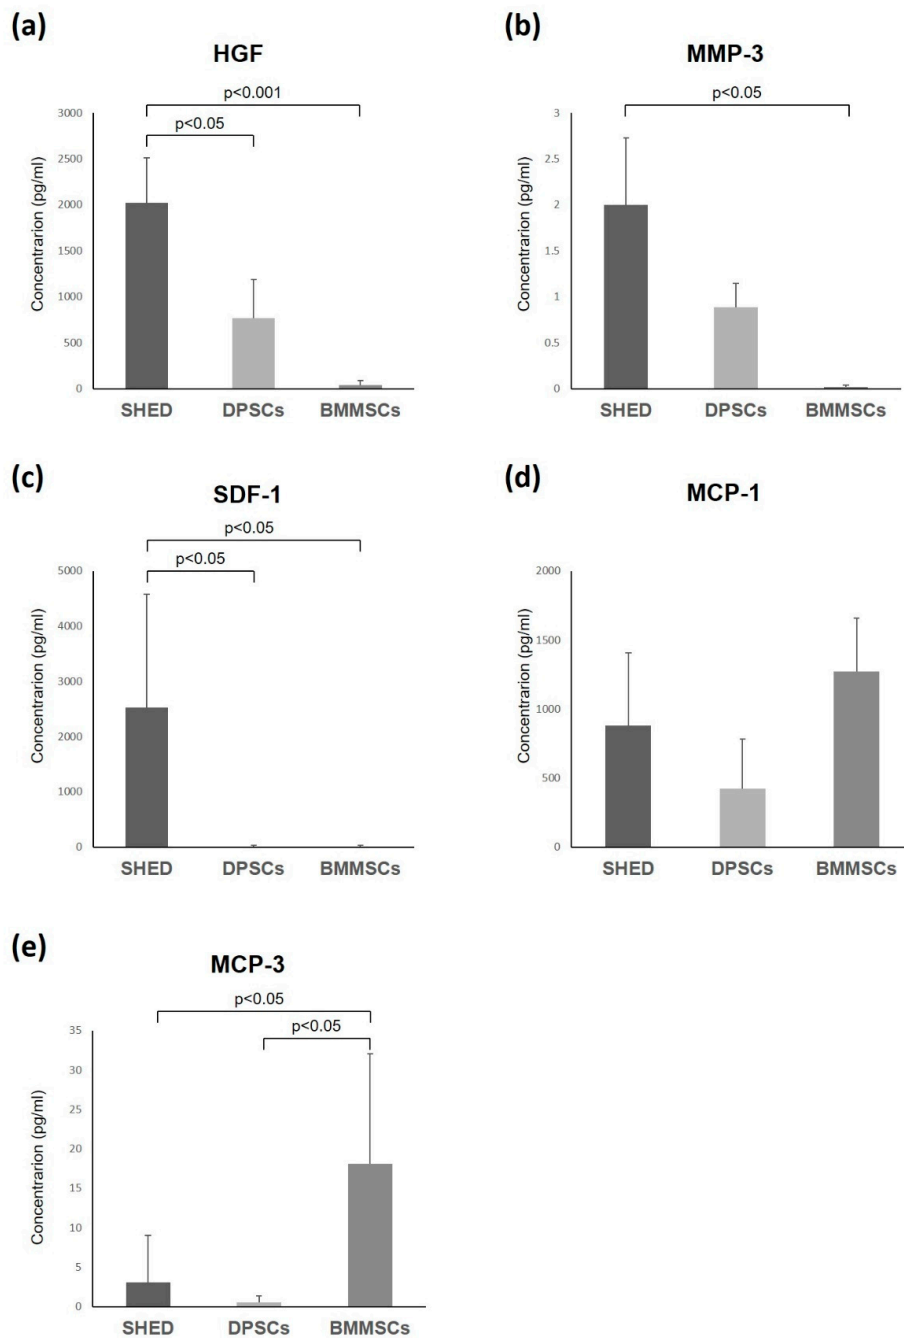 (a)
HGF
p<0.001
p<0.05
Concentrarion (pg/ml)
3000
2500
2000
1500
1000
500
0
SHED DPSCs BMMSCs
(b)
MMP-3
p<0.05
Concentrarion (pg/ml)
3
2.5
2
1.5
1
0.5
0
SHED DPSCs BMMSCs
(c)
SDF-1
p<0.05
p<0.05
Concentrarion (pg/ml)
5000
4000
3000
2000
1000
0
SHED DPSCs BMMSCs
(d)
MCP-1
Concentrarion (pg/ml)
2000
1500
1000
500
0
SHED DPSCs BMMSCs
(e)
MCP-3
p<0.05
p<0.05
Concentrarion (pg/ml)
35
30
25
20
15
10
5
0
SHED DPSCs BMMSCs